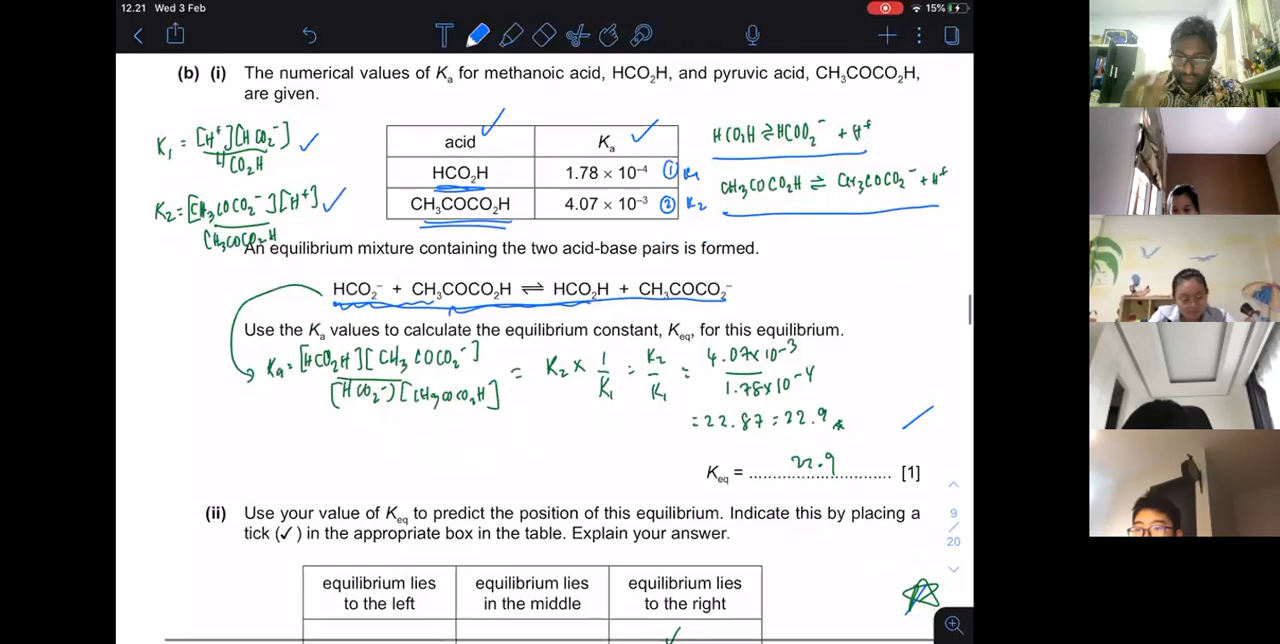 12.21 Wed 3 Feb
15%
(b) (i) The numerical values of Ka for methanoic acid, HCO₂H, and pyruvic acid, CH₃COCO₂H,
are given.
K₁ = [H⁺][HCO₂⁻]
HCO₂H
K₂ = [CH₃COCO₂⁻][H⁺]
CH₃COCO₂H
acid Ka
HCO₂H 1.78 × 10⁻⁴ ① K₁
CH₃COCO₂H 4.07 × 10⁻³ ② K₂
HCO₂H ⇌ HCOO₂⁻ + H⁺
CH₃COCO₂H ⇌ CH₃COCO₂⁻ + H⁺
An equilibrium mixture containing the two acid-base pairs is formed.
HCO₂⁻ + CH₃COCO₂H ⇌ HCO₂H + CH₃COCO₂⁻
Use the Ka values to calculate the equilibrium constant, Keq, for this equilibrium.
Ka = [HCO₂H][CH₃COCO₂⁻] / [HCO₂⁻][CH₃COCO₂H] = K₂ × 1/K₁ = K₂/K₁ = 4.07×10⁻³ / 1.78×10⁻⁴
= 22.87 = 22.9
Keq = 22.9 [1]
(ii) Use your value of Keq to predict the position of this equilibrium. Indicate this by placing a
tick (✓) in the appropriate box in the table. Explain your answer.
equilibrium lies to the left
equilibrium lies in the middle
equilibrium lies to the right
✓
9
/
20